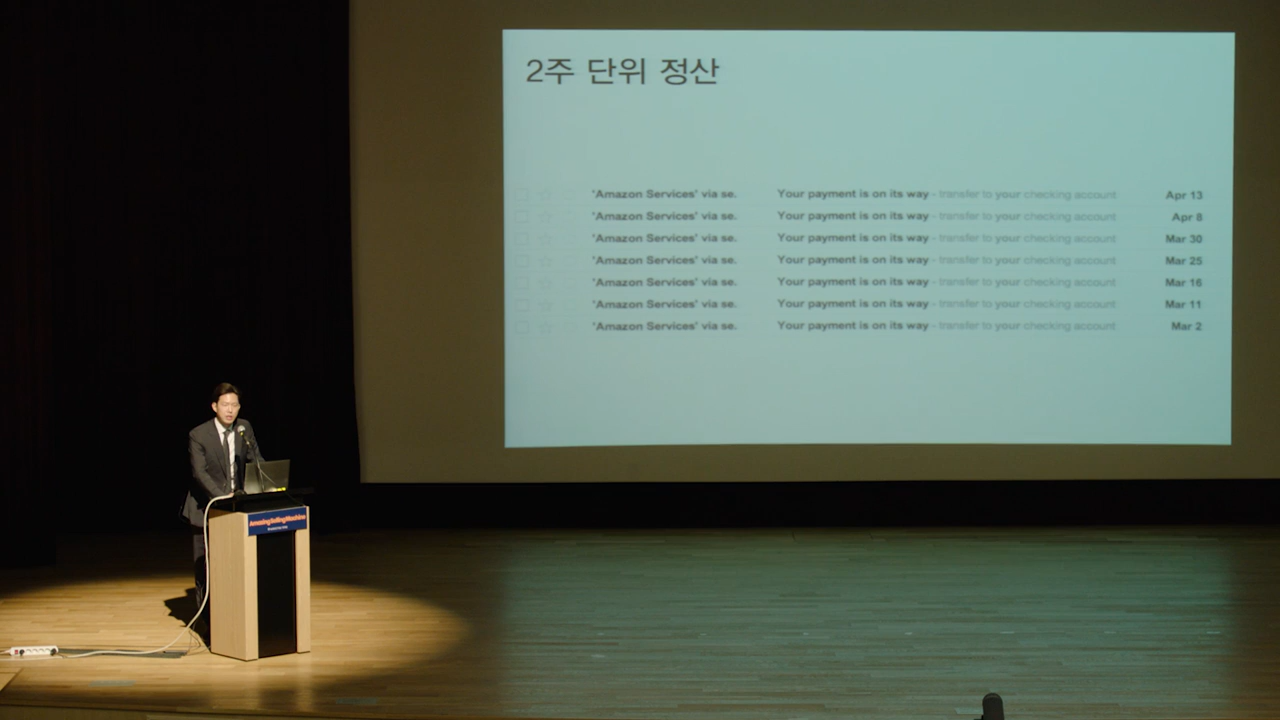 2주 단위 정산
'Amazon Services' via se. Your payment is on its way - transfer to your checking account Apr 13
'Amazon Services' via se. Your payment is on its way - transfer to your checking account Apr 8
'Amazon Services' via se. Your payment is on its way - transfer to your checking account Mar 30
'Amazon Services' via se. Your payment is on its way - transfer to your checking account Mar 25
'Amazon Services' via se. Your payment is on its way - transfer to your checking account Mar 16
'Amazon Services' via se. Your payment is on its way - transfer to your checking account Mar 11
'Amazon Services' via se. Your payment is on its way - transfer to your checking account Mar 2
AmazingSellingMachine